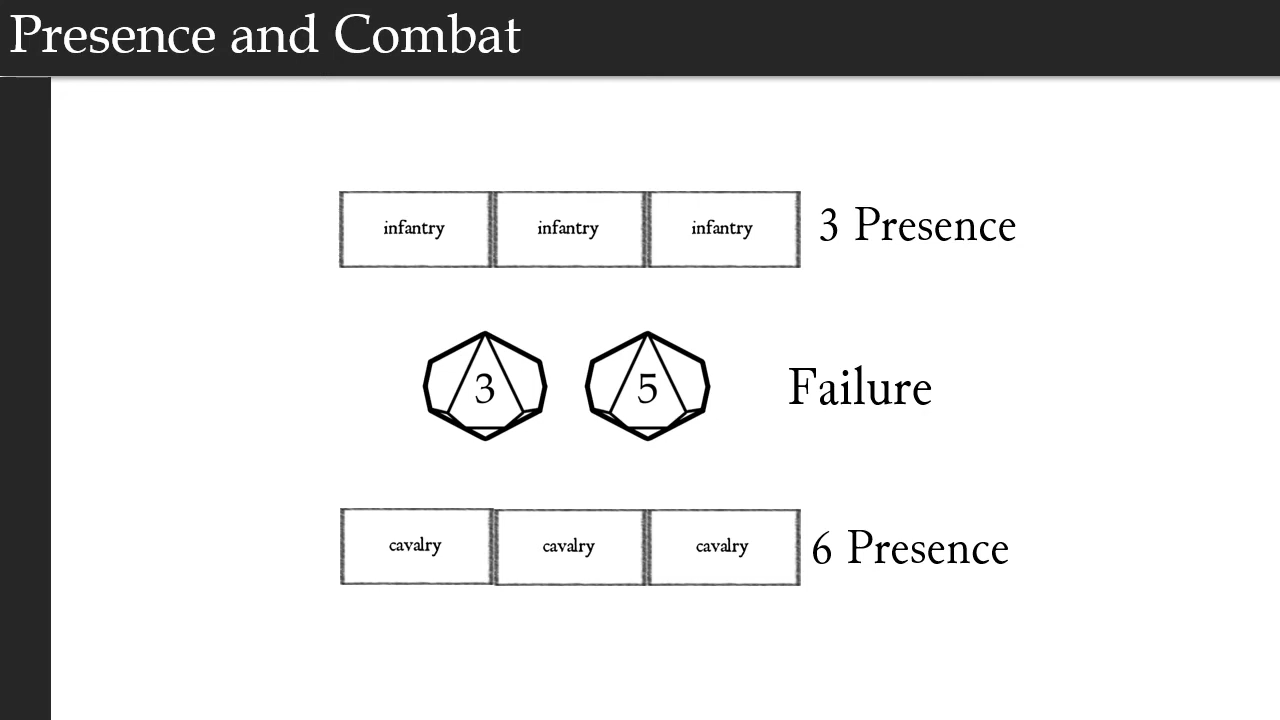 Presence and Combat
infantry infantry infantry 3 Presence
3 5 Failure
cavalry cavalry cavalry 6 Presence